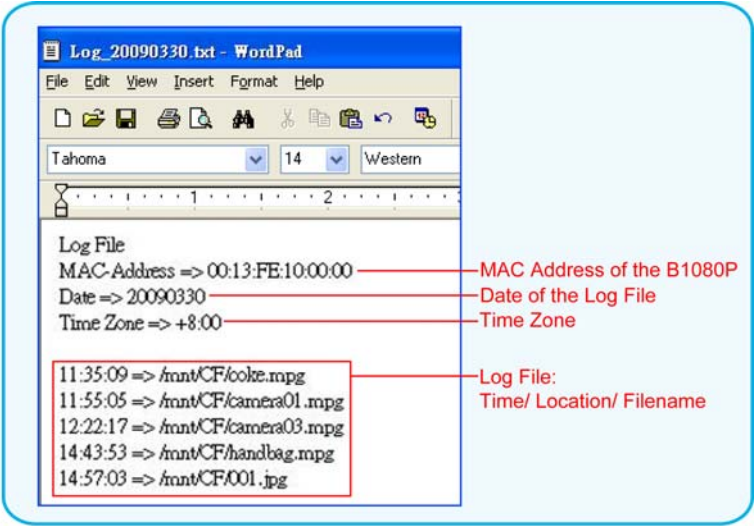 Log_20090330.txt - WordPad
File Edit View Insert Format Help
Tahoma 14 Western
1 2
Log File
MAC-Address => 00:13:FE:10:00:00
MAC Address of the B1080P
Date => 20090330
Date of the Log File
Time Zone => +8:00
Time Zone
11:35:09 => /mnt/CF/coke.mpg
11:55:05 => /mnt/CF/camera01.mpg
12:22:17 => /mnt/CF/camera03.mpg
14:43:53 => /mnt/CF/handbag.mpg
14:57:03 => /mnt/CF/001.jpg
Log File:
Time/ Location/ Filename